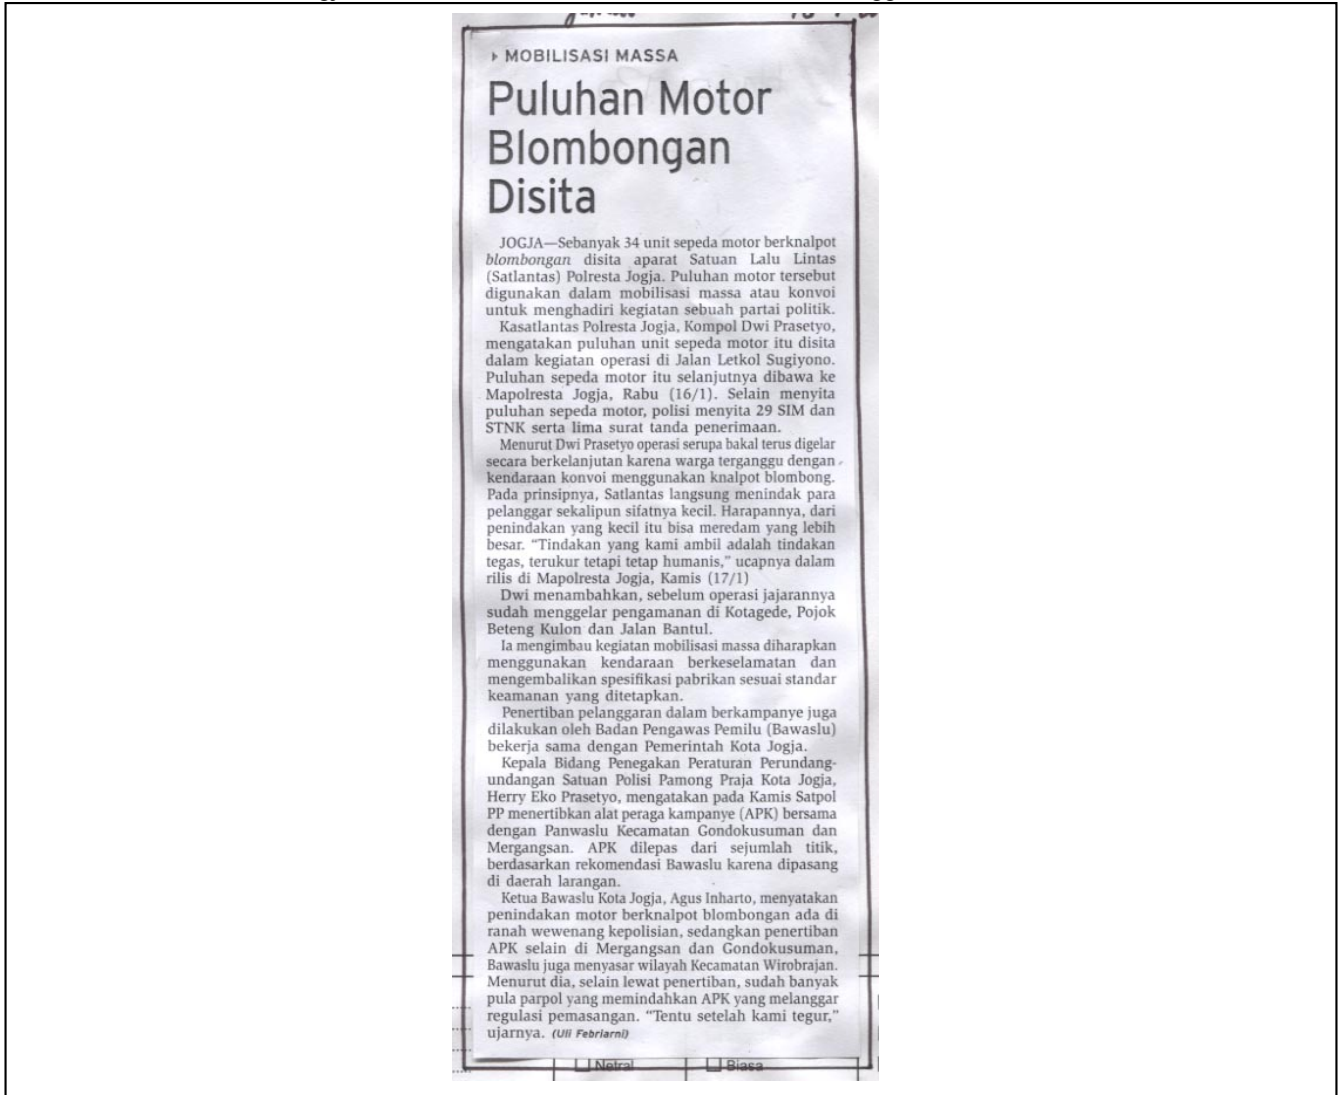 MOBILISASI MASSA
Puluhan Motor
Blombongan
Disita
JOGJA—Sebanyak 34 unit sepeda motor berknalpot
blombongan disita aparat Satuan Lalu Lintas
(Satlantas) Polresta Jogja. Puluhan motor tersebut
digunakan dalam mobilisasi massa atau konvoi
untuk menghadiri kegiatan sebuah partai politik.
Kasatlantas Polresta Jogja, Kompol Dwi Prasetyo,
mengatakan puluhan unit sepeda motor itu disita
dalam kegiatan operasi di Jalan Letkol Sugiyono.
Puluhan sepeda motor itu selanjutnya dibawa ke
Mapolresta Jogja, Rabu (16/1). Selain menyita
puluhan sepeda motor, polisi menyita 29 SIM dan
STNK serta lima surat tanda penerimaan.
Menurut Dwi Prasetyo operasi serupa bakal terus digelar
secara berkelanjutan karena warga terganggu dengan
kendaraan konvoi menggunakan knalpot blombong.
Pada prinsipnya, Satlantas langsung menindak para
pelanggar sekalipun sifatnya kecil. Harapannya, dari
penindakan yang kecil itu bisa meredam yang lebih
besar. “Tindakan yang kami ambil adalah tindakan
tegas, terukur tetapi tetap humanis,” ucapnya dalam
rilis di Mapolresta Jogja, Kamis (17/1)
Dwi menambahkan, sebelum operasi jajarannya
sudah menggelar pengamanan di Kotagede, Pojok
Beteng Kulon dan Jalan Bantul.
Ia mengimbau kegiatan mobilisasi massa diharapkan
menggunakan kendaraan berkeselamatan dan
mengembalikan spesifikasi pabrikan sesuai standar
keamanan yang ditetapkan.
Penertiban pelanggaran dalam berkampanye juga
dilakukan oleh Badan Pengawas Pemilu (Bawaslu)
bekerja sama dengan Pemerintah Kota Jogja.
Kepala Bidang Penegakan Peraturan Perundang-
undangan Satuan Polisi Pamong Praja Kota Jogja,
Herry Eko Prasetyo, mengatakan pada Kamis Satpol
PP menertibkan alat peraga kampanye (APK) bersama
dengan Panwaslu Kecamatan Gondokusuman dan
Mergangsan. APK dilepas dari sejumlah titik,
berdasarkan rekomendasi Bawaslu karena dipasang
di daerah larangan.
Ketua Bawaslu Kota Jogja, Agus Inharto, menyatakan
penindakan motor berknalpot blombongan ada di
ranah wewenang kepolisian, sedangkan penertiban
APK selain di Mergangsan dan Gondokusuman,
Bawaslu juga menyasar wilayah Kecamatan Wirobrajan.
Menurut dia, selain lewat penertiban, sudah banyak
pula parpol yang memindahkan APK yang melanggar
regulasi pemasangan. “Tentu setelah kami tegur,”
ujarnya. (Uli Febriarni)
Netral Biasa